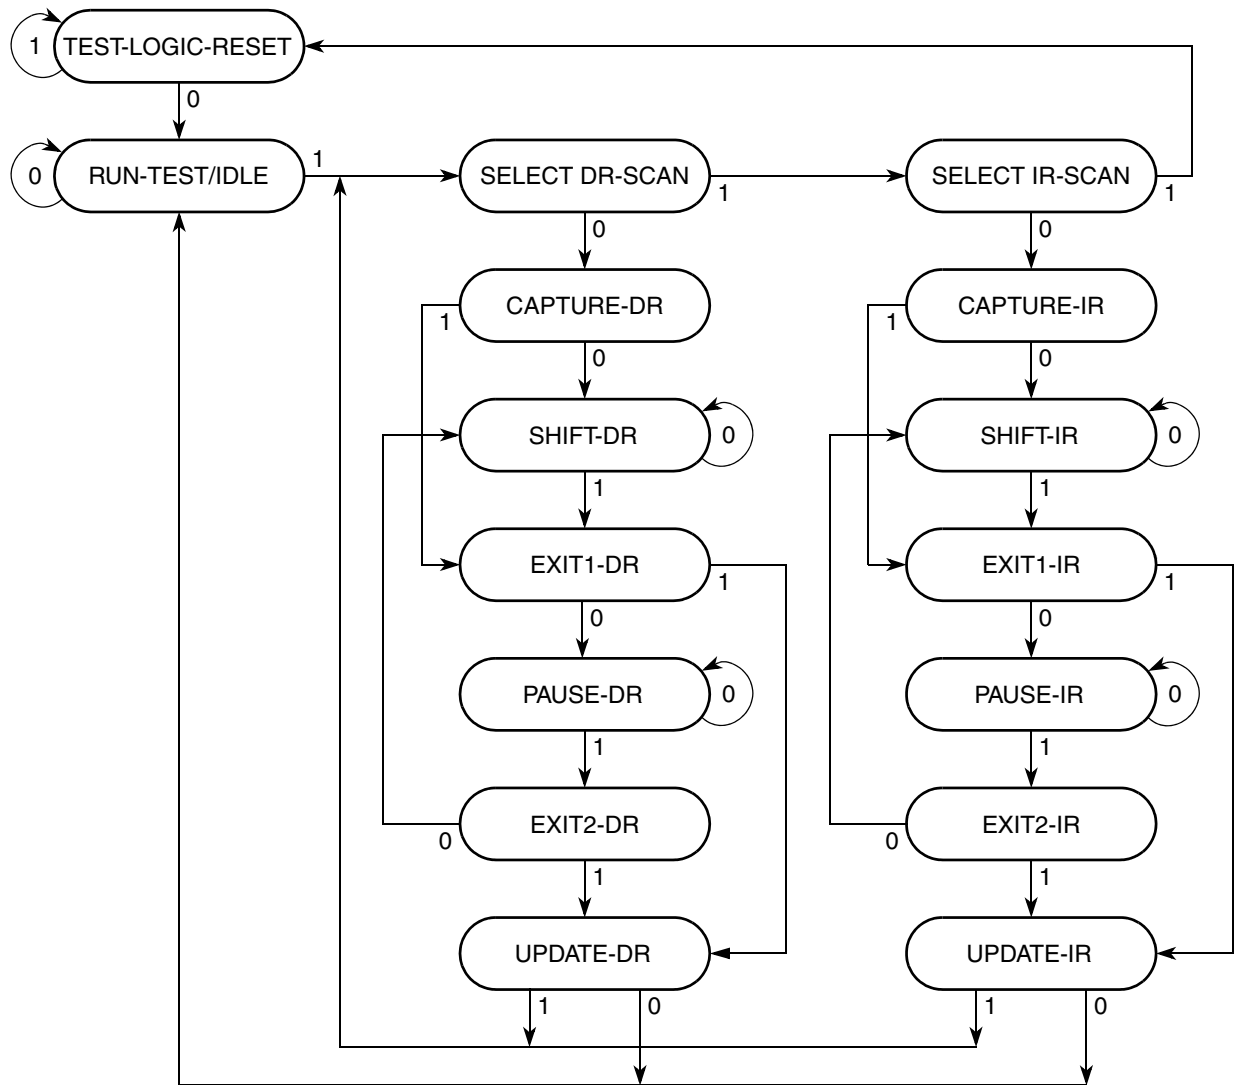 1
TEST-LOGIC-RESET
0
0
RUN-TEST/IDLE
1
SELECT DR-SCAN
1
SELECT IR-SCAN
1
0
0
CAPTURE-DR
1
0
CAPTURE-IR
1
0
SHIFT-DR
0
1
SHIFT-IR
0
1
EXIT1-DR
1
0
EXIT1-IR
1
0
PAUSE-DR
0
1
PAUSE-IR
0
1
EXIT2-DR
0
1
EXIT2-IR
0
1
UPDATE-DR
1
0
UPDATE-IR
1
0